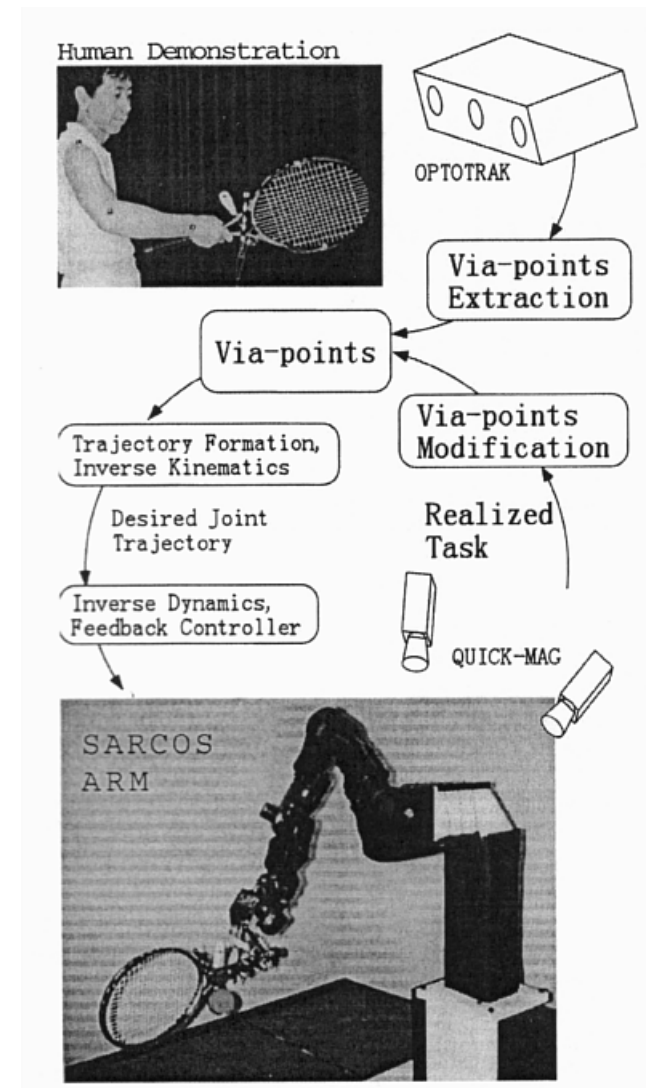 Human Demonstration
OPTOTRAK
Via-points
Extraction
Via-points
Via-points
Modification
Trajectory Formation,
Inverse Kinematics
Desired Joint
Trajectory
Realized
Task
Inverse Dynamics,
Feedback Controller
QUICK-MAG
SARCOS
ARM